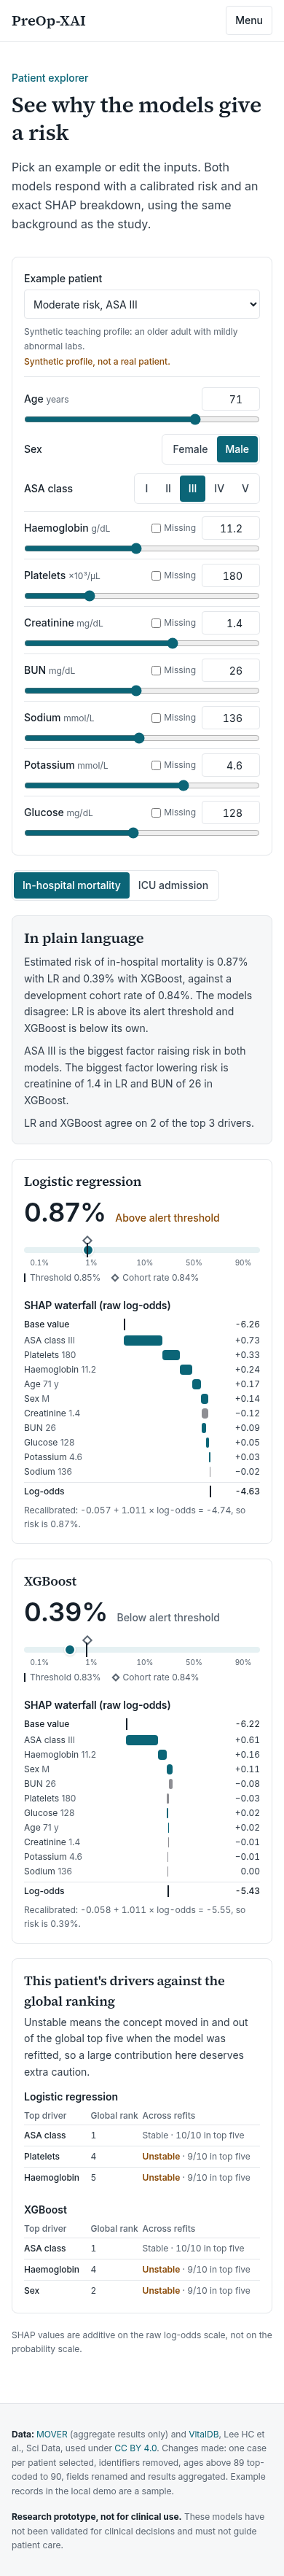 PreOp-XAI
Menu
Patient explorer
See why the models give
a risk
Pick an example or edit the inputs. Both
models respond with a calibrated risk and an
exact SHAP breakdown, using the same
background as the study.
Example patient
Moderate risk, ASA III
Synthetic teaching profile: an older adult with mildly
abnormal labs.
Synthetic profile, not a real patient.
Age years 71
Sex Female Male
ASA class I II III IV V
Haemoglobin g/dL Missing 11.2
Platelets ×10³/µL Missing 180
Creatinine mg/dL Missing 1.4
BUN mg/dL Missing 26
Sodium mmol/L Missing 136
Potassium mmol/L Missing 4.6
Glucose mg/dL Missing 128
In-hospital mortality ICU admission
In plain language
Estimated risk of in-hospital mortality is 0.87%
with LR and 0.39% with XGBoost, against a
development cohort rate of 0.84%. The models
disagree: LR is above its alert threshold and
XGBoost is below its own.
ASA III is the biggest factor raising risk in both
models. The biggest factor lowering risk is
creatinine of 1.4 in LR and BUN of 26 in
XGBoost.
LR and XGBoost agree on 2 of the top 3 drivers.
Logistic regression
0.87% Above alert threshold
0.1% 1% 10% 50% 90%
Threshold 0.85% Cohort rate 0.84%
SHAP waterfall (raw log-odds)
Base value -6.26
ASA class III +0.73
Platelets 180 +0.33
Haemoglobin 11.2 +0.24
Age 71 y +0.17
Sex M +0.14
Creatinine 1.4 −0.12
BUN 26 +0.09
Glucose 128 +0.05
Potassium 4.6 +0.03
Sodium 136 −0.02
Log-odds -4.63
Recalibrated: -0.057 + 1.011 × log-odds = -4.74, so
risk is 0.87%.
XGBoost
0.39% Below alert threshold
0.1% 1% 10% 50% 90%
Threshold 0.83% Cohort rate 0.84%
SHAP waterfall (raw log-odds)
Base value -6.22
ASA class III +0.61
Haemoglobin 11.2 +0.16
Sex M +0.11
BUN 26 −0.08
Platelets 180 −0.03
Glucose 128 +0.02
Age 71 y +0.02
Creatinine 1.4 −0.01
Potassium 4.6 −0.01
Sodium 136 0.00
Log-odds -5.43
Recalibrated: -0.058 + 1.011 × log-odds = -5.55, so
risk is 0.39%.
This patient's drivers against the
global ranking
Unstable means the concept moved in and out
of the global top five when the model was
refitted, so a large contribution here deserves
extra caution.
Logistic regression
Top driver Global rank Across refits
ASA class 1 Stable · 10/10 in top five
Platelets 4 Unstable · 9/10 in top five
Haemoglobin 5 Unstable · 9/10 in top five
XGBoost
Top driver Global rank Across refits
ASA class 1 Stable · 10/10 in top five
Haemoglobin 4 Unstable · 9/10 in top five
Sex 2 Unstable · 9/10 in top five
SHAP values are additive on the raw log-odds scale, not on the
probability scale.
Data: MOVER (aggregate results only) and VitalDB, Lee HC et
al., Sci Data, used under CC BY 4.0. Changes made: one case
per patient selected, identifiers removed, ages above 89 top-
coded to 90, fields renamed and results aggregated. Example
records in the local demo are a sample.
Research prototype, not for clinical use. These models have
not been validated for clinical decisions and must not guide
patient care.